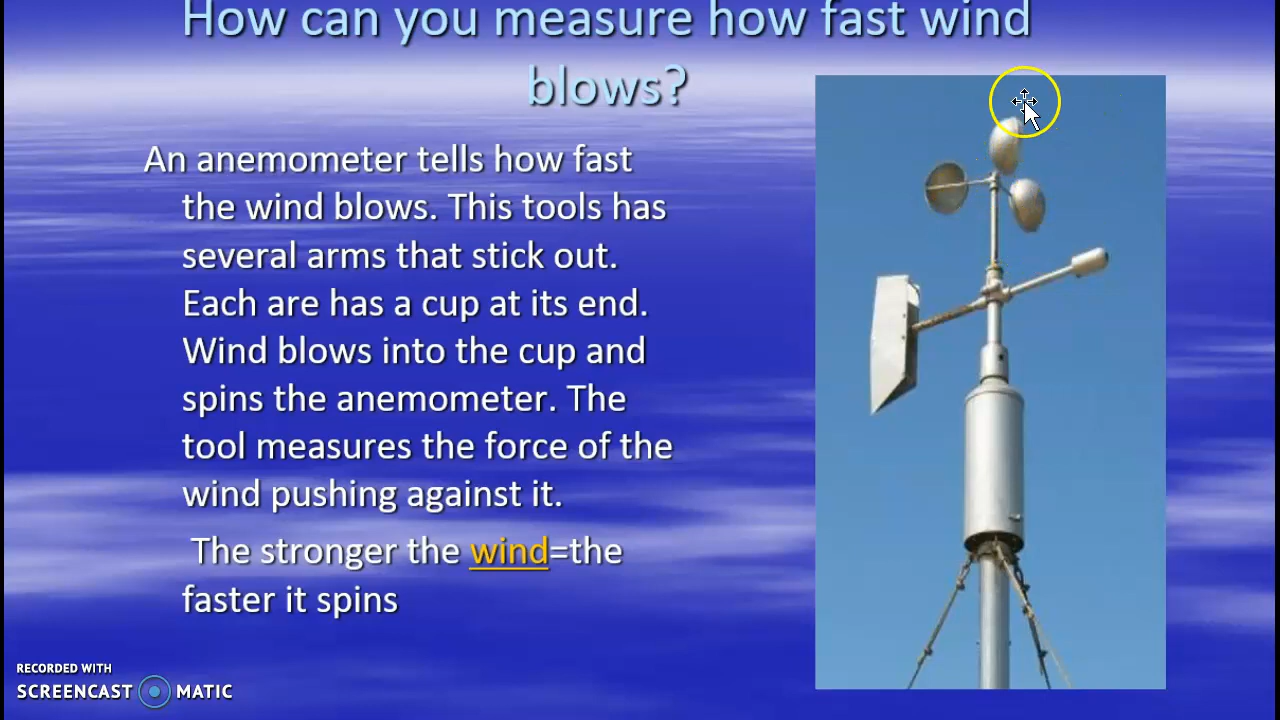 How can you measure how fast wind
blows?
An anemometer tells how fast
the wind blows. This tools has
several arms that stick out.
Each are has a cup at its end.
Wind blows into the cup and
spins the anemometer. The
tool measures the force of the
wind pushing against it.
The stronger the wind=the
faster it spins
RECORDED WITH
SCREENCAST MATIC